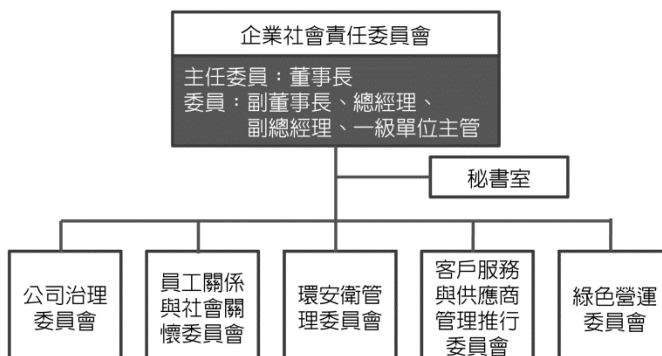 企業社會責任委員會
主任委員：董事長
委員：副董事長、總經理、
副總經理、一級單位主管
秘書室
公司治理
委員會
員工關係
與社會關
懷委員會
環安衛管
理委員會
客戶服務
與供應商
管理推行
委員會
綠色營運
委員會